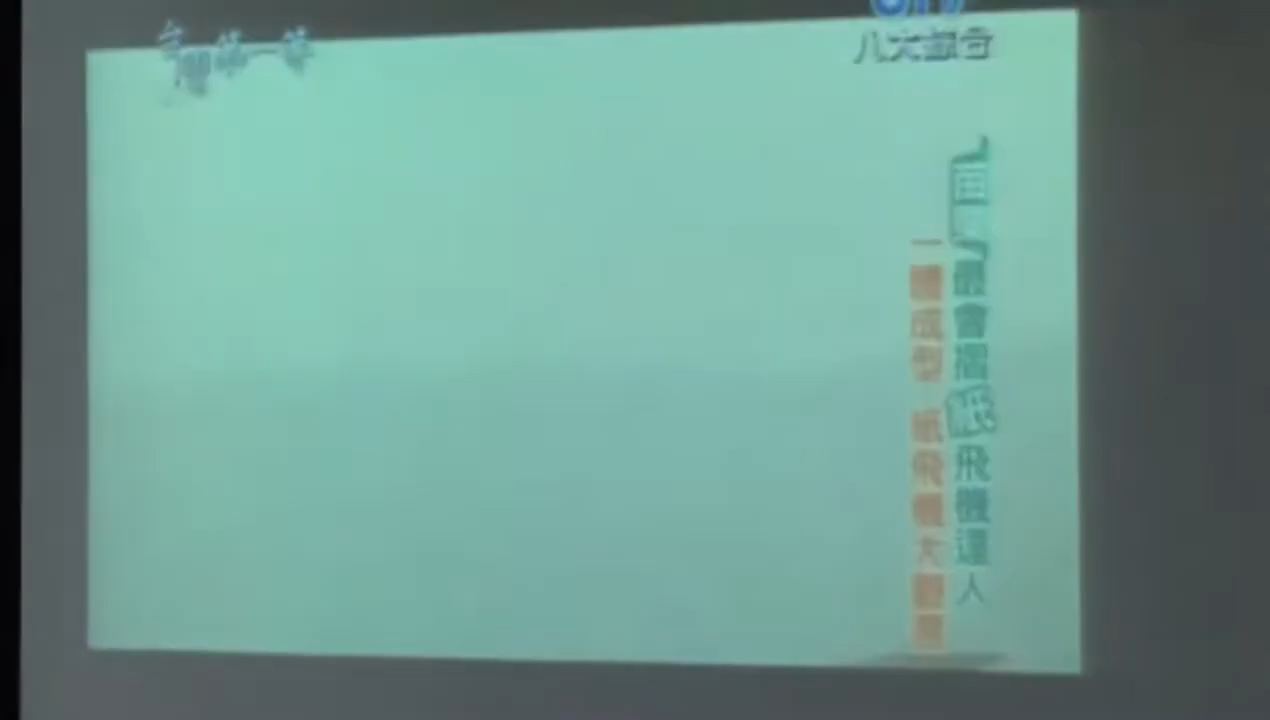 台灣第一等
GTV
八大綜合
最會摺紙飛機達人
一體成型 紙飛機大